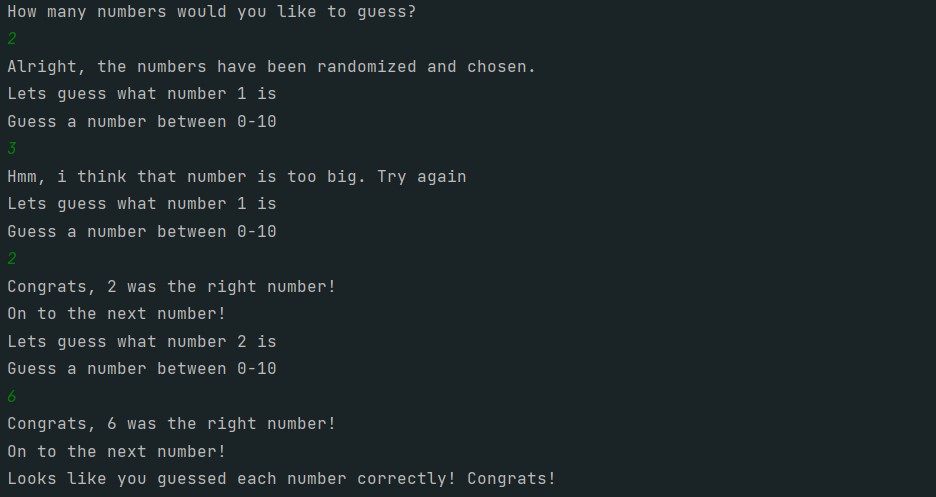 How many numbers would you like to guess?
2
Alright, the numbers have been randomized and chosen.
Lets guess what number 1 is
Guess a number between 0-10
3
Hmm, i think that number is too big. Try again
Lets guess what number 1 is
Guess a number between 0-10
2
Congrats, 2 was the right number!
On to the next number!
Lets guess what number 2 is
Guess a number between 0-10
6
Congrats, 6 was the right number!
On to the next number!
Looks like you guessed each number correctly! Congrats!